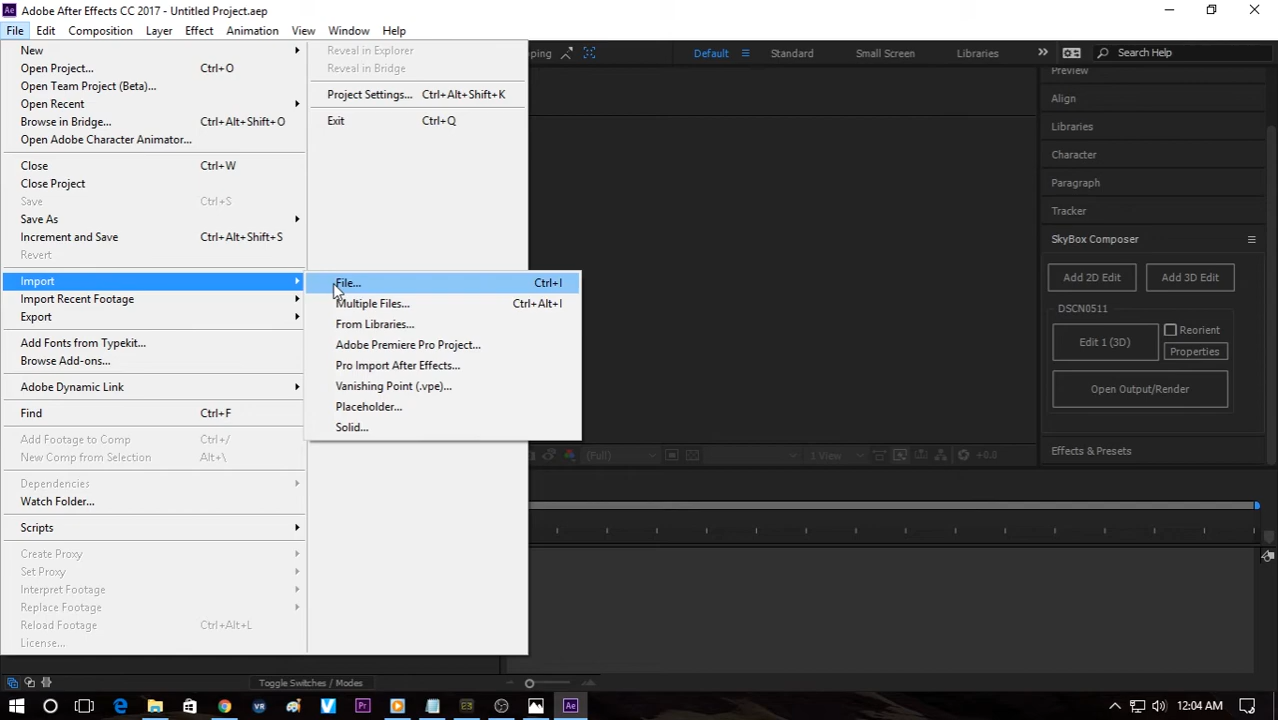 Adobe After Effects CC 2017 - Untitled Project.aep
File Edit Composition Layer Effect Animation View Window Help
New
Open Project... Ctrl+O
Open Team Project (Beta)...
Open Recent
Browse in Bridge... Ctrl+Alt+Shift+O
Open Adobe Character Animator...
Close Ctrl+W
Close Project
Save Ctrl+S
Save As
Increment and Save Ctrl+Alt+Shift+S
Revert
Import
Import Recent Footage
Export
Add Fonts from Typekit...
Browse Add-ons...
Adobe Dynamic Link
Find Ctrl+F
Add Footage to Comp Ctrl+/
New Comp from Selection Alt+\
Dependencies
Watch Folder...
Scripts
Create Proxy
Set Proxy
Interpret Footage
Replace Footage
Reload Footage Ctrl+Alt+L
License...
Reveal in Explorer
Reveal in Bridge
Project Settings... Ctrl+Alt+Shift+K
Exit Ctrl+Q
File... Ctrl+I
Multiple Files... Ctrl+Alt+I
From Libraries...
Adobe Premiere Pro Project...
Pro Import After Effects...
Vanishing Point (.vpe)...
Placeholder...
Solid...
pping Default Standard Small Screen Libraries » Search Help
Preview
Align
Libraries
Character
Paragraph
Tracker
SkyBox Composer
Add 2D Edit Add 3D Edit
DSCN0511
Edit 1 (3D) Reorient
Properties
Open Output/Render
Effects & Presets
(Full) 1 View +0.0
Toggle Switches / Modes
12:04 AM